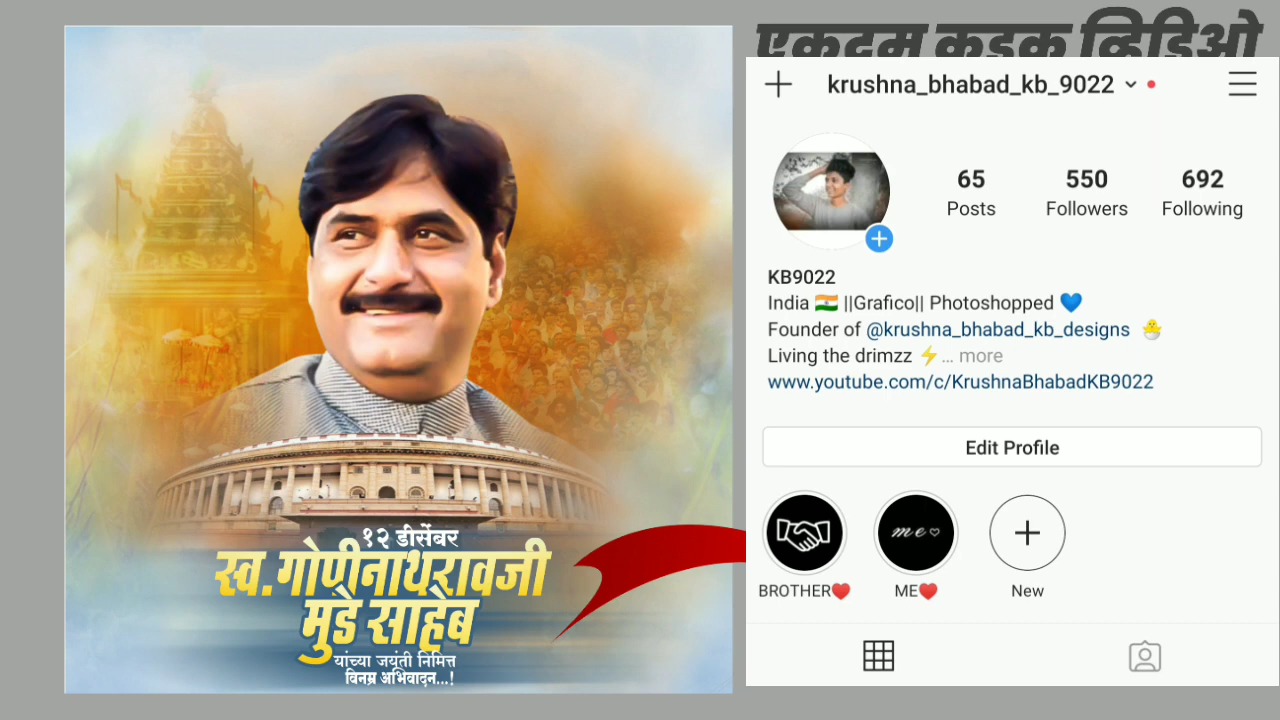 एकदम कडक व्हिडिओ
krushna_bhabad_kb_9022
65
Posts
550
Followers
692
Following
KB9022
India 🇮🇳 ||Grafico|| Photoshopped 💙
Founder of @krushna_bhabad_kb_designs 🐣
Living the drimzz ⚡... more
www.youtube.com/c/KrushnaBhabadKB9022
Edit Profile
me♡
BROTHER❤️
ME❤️
New
१२ डीसेंबर
स्व.गोपीनाथरावजी
मुंडे साहेब
यांच्या जयंती निमित्त
विनम्र अभिवादन...!